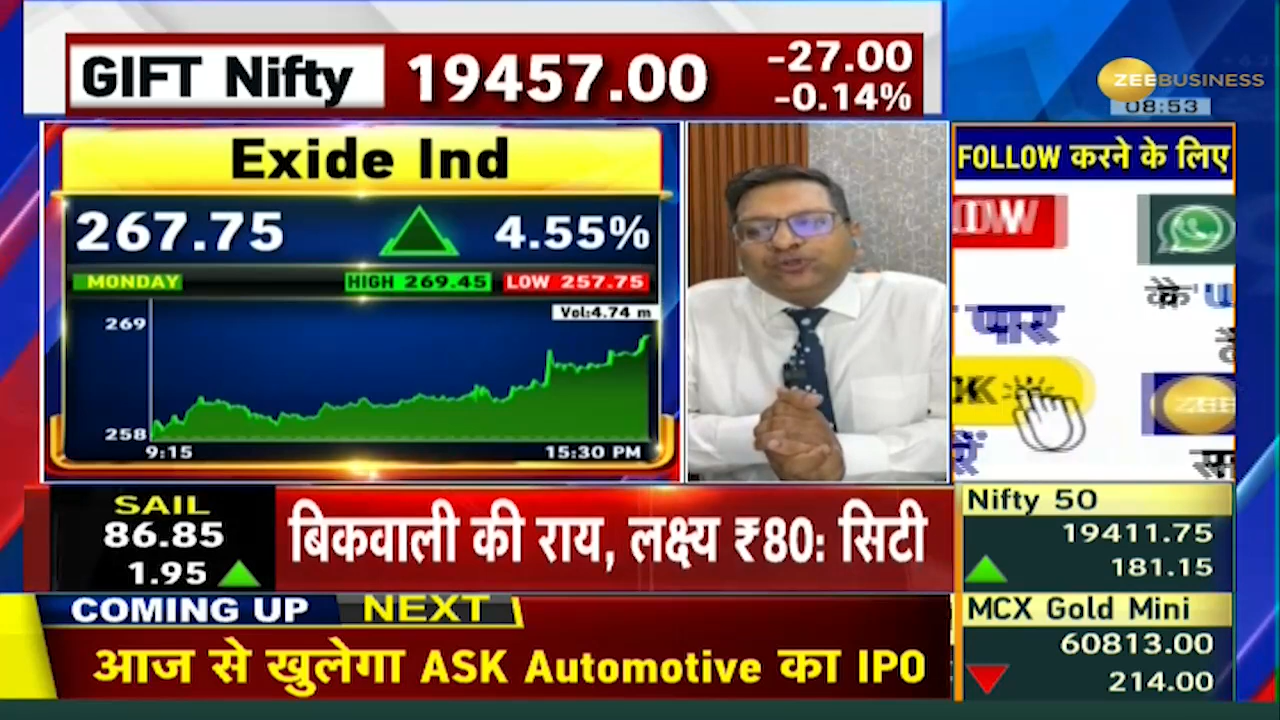 GIFT Nifty
19457.00
-27.00
-0.14%
ZEEBUSINESS
08:53
Exide Ind
267.75
4.55%
MONDAY
HIGH 269.45
LOW 257.75
Vol:4.74 m
269
258
9:15
15:30 PM
FOLLOW करने के लिए
पार
के
ZEE
SAIL
86.85
1.95
बिकवाली की राय, लक्ष्य ₹80: सिटी
Nifty 50
19411.75
181.15
COMING UP NEXT
आज से खुलेगा ASK Automotive का IPO
MCX Gold Mini
60813.00
214.00